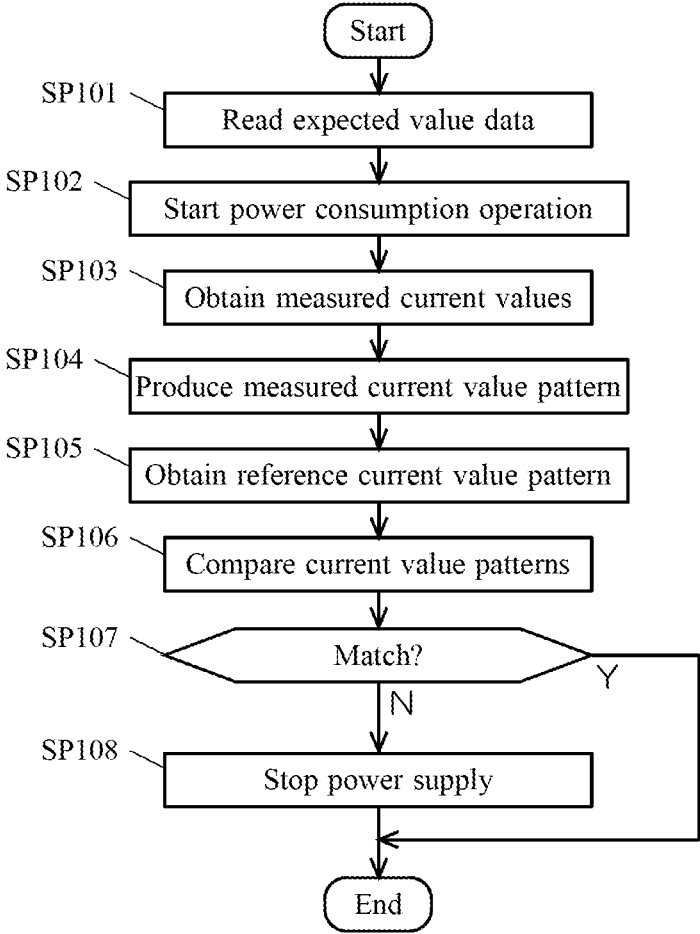 Start
SP101
Read expected value data
SP102
Start power consumption operation
SP103
Obtain measured current values
SP104
Produce measured current value pattern
SP105
Obtain reference current value pattern
SP106
Compare current value patterns
SP107
Match?
Y
N
SP108
Stop power supply
End